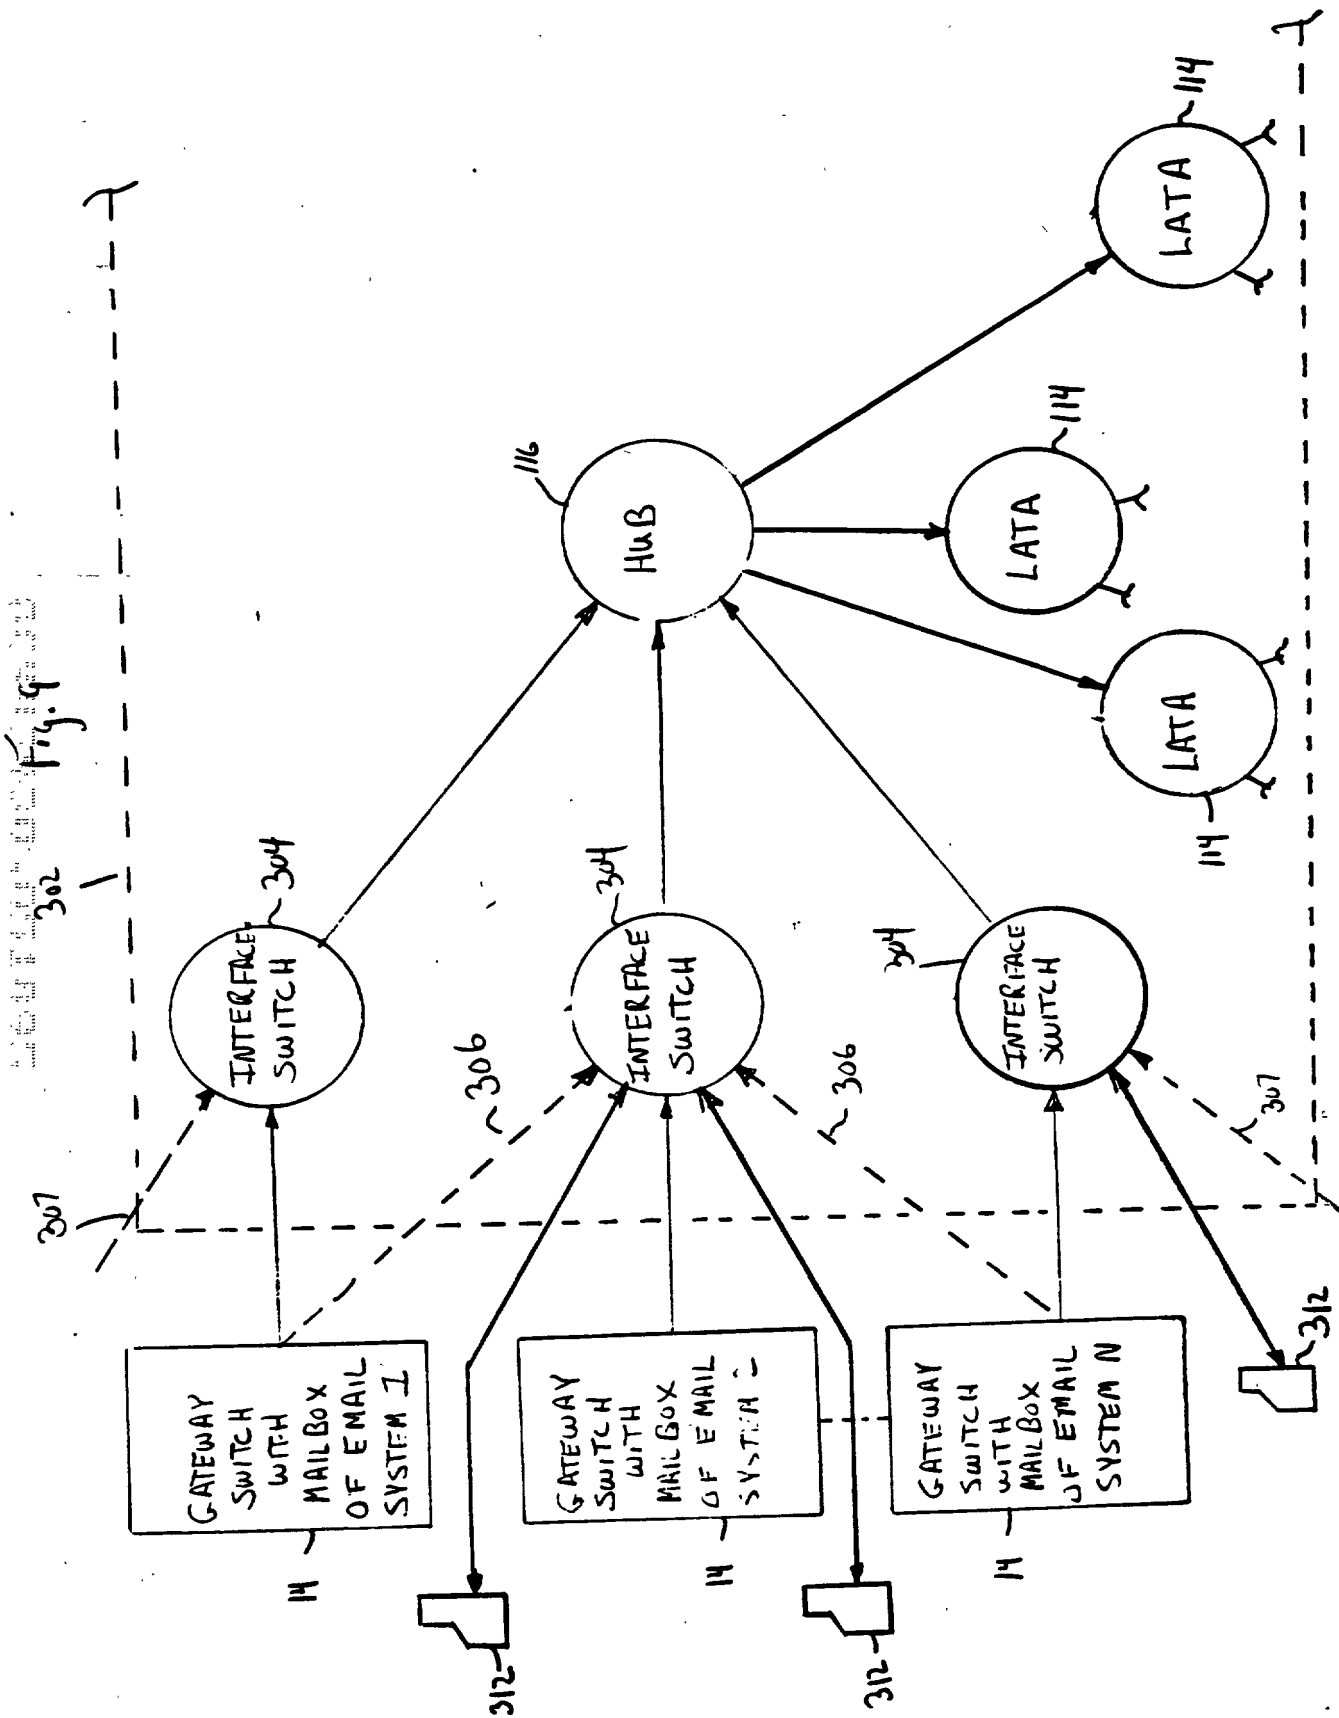 Fig. 9
302
307
INTERFACE
SWITCH
304
306
INTERFACE
SWITCH
304
306
INTERFACE
SWITCH
304
307
116
HUB
LATA
114
LATA
114
LATA
114
GATEWAY
SWITCH
WITH
MAILBOX
OF EMAIL
SYSTEM 1
14
312
GATEWAY
SWITCH
WITH
MAILBOX
OF EMAIL
SYSTEM
14
312
GATEWAY
SWITCH
WITH
MAILBOX
OF EMAIL
SYSTEM N
14
312